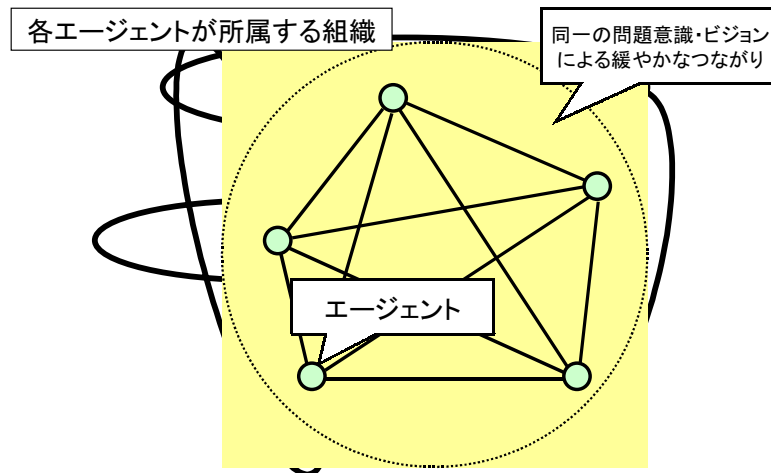 各エージェントが所属する組織
同一の問題意識・ビジョン
による緩やかなつながり
エージェント